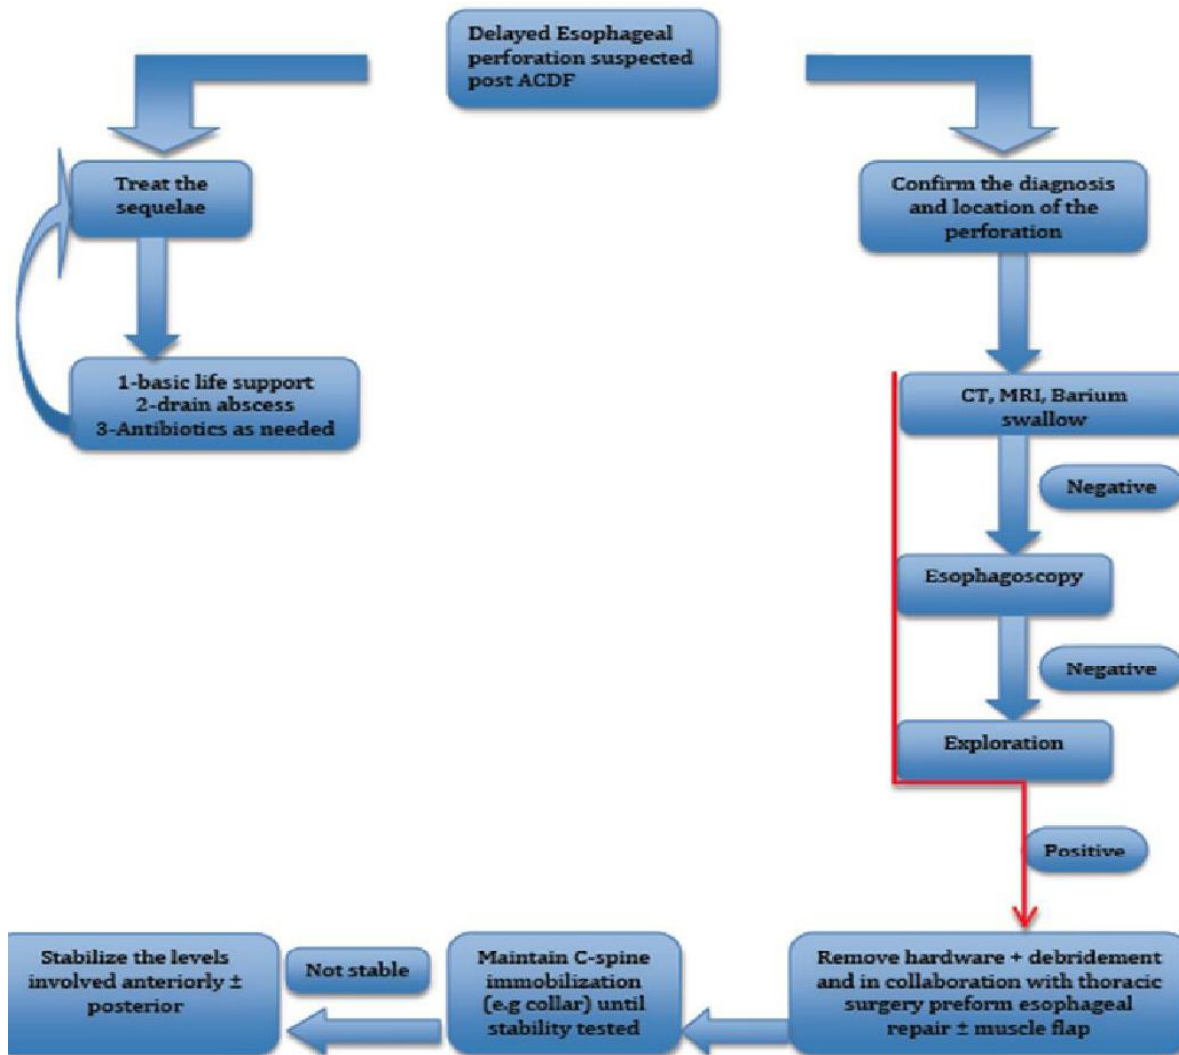 Delayed Esophageal
perforation suspected
post ACDF
Treat the
sequelae
1-basic life support
2-drain abscess
3-Antibiotics as needed
Confirm the diagnosis
and location of the
perforation
CT, MRI, Barium
swallow
Negative
Esophagoscopy
Negative
Exploration
Positive
Remove hardware + debridement
and in collaboration with thoracic
surgery preform esophageal
repair ± muscle flap
Maintain C-spine
immobilization
(e.g collar) until
stability tested
Not stable
Stabilize the levels
involved anteriorly ±
posterior